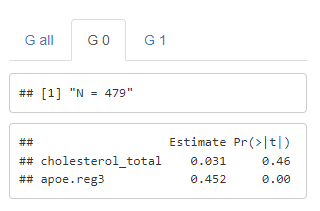 G all G 0 G 1
## [1] "N = 479"
## Estimate Pr(>|t|)
## cholesterol_total 0.031 0.46
## apoe.reg3 0.452 0.00